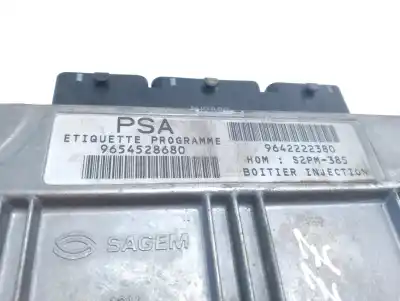 PSA
ETIQUETTE PROGRAMME
9654528680
9642222380
HOM : S2PM-385
BOITIER INJECTION
SAGEM